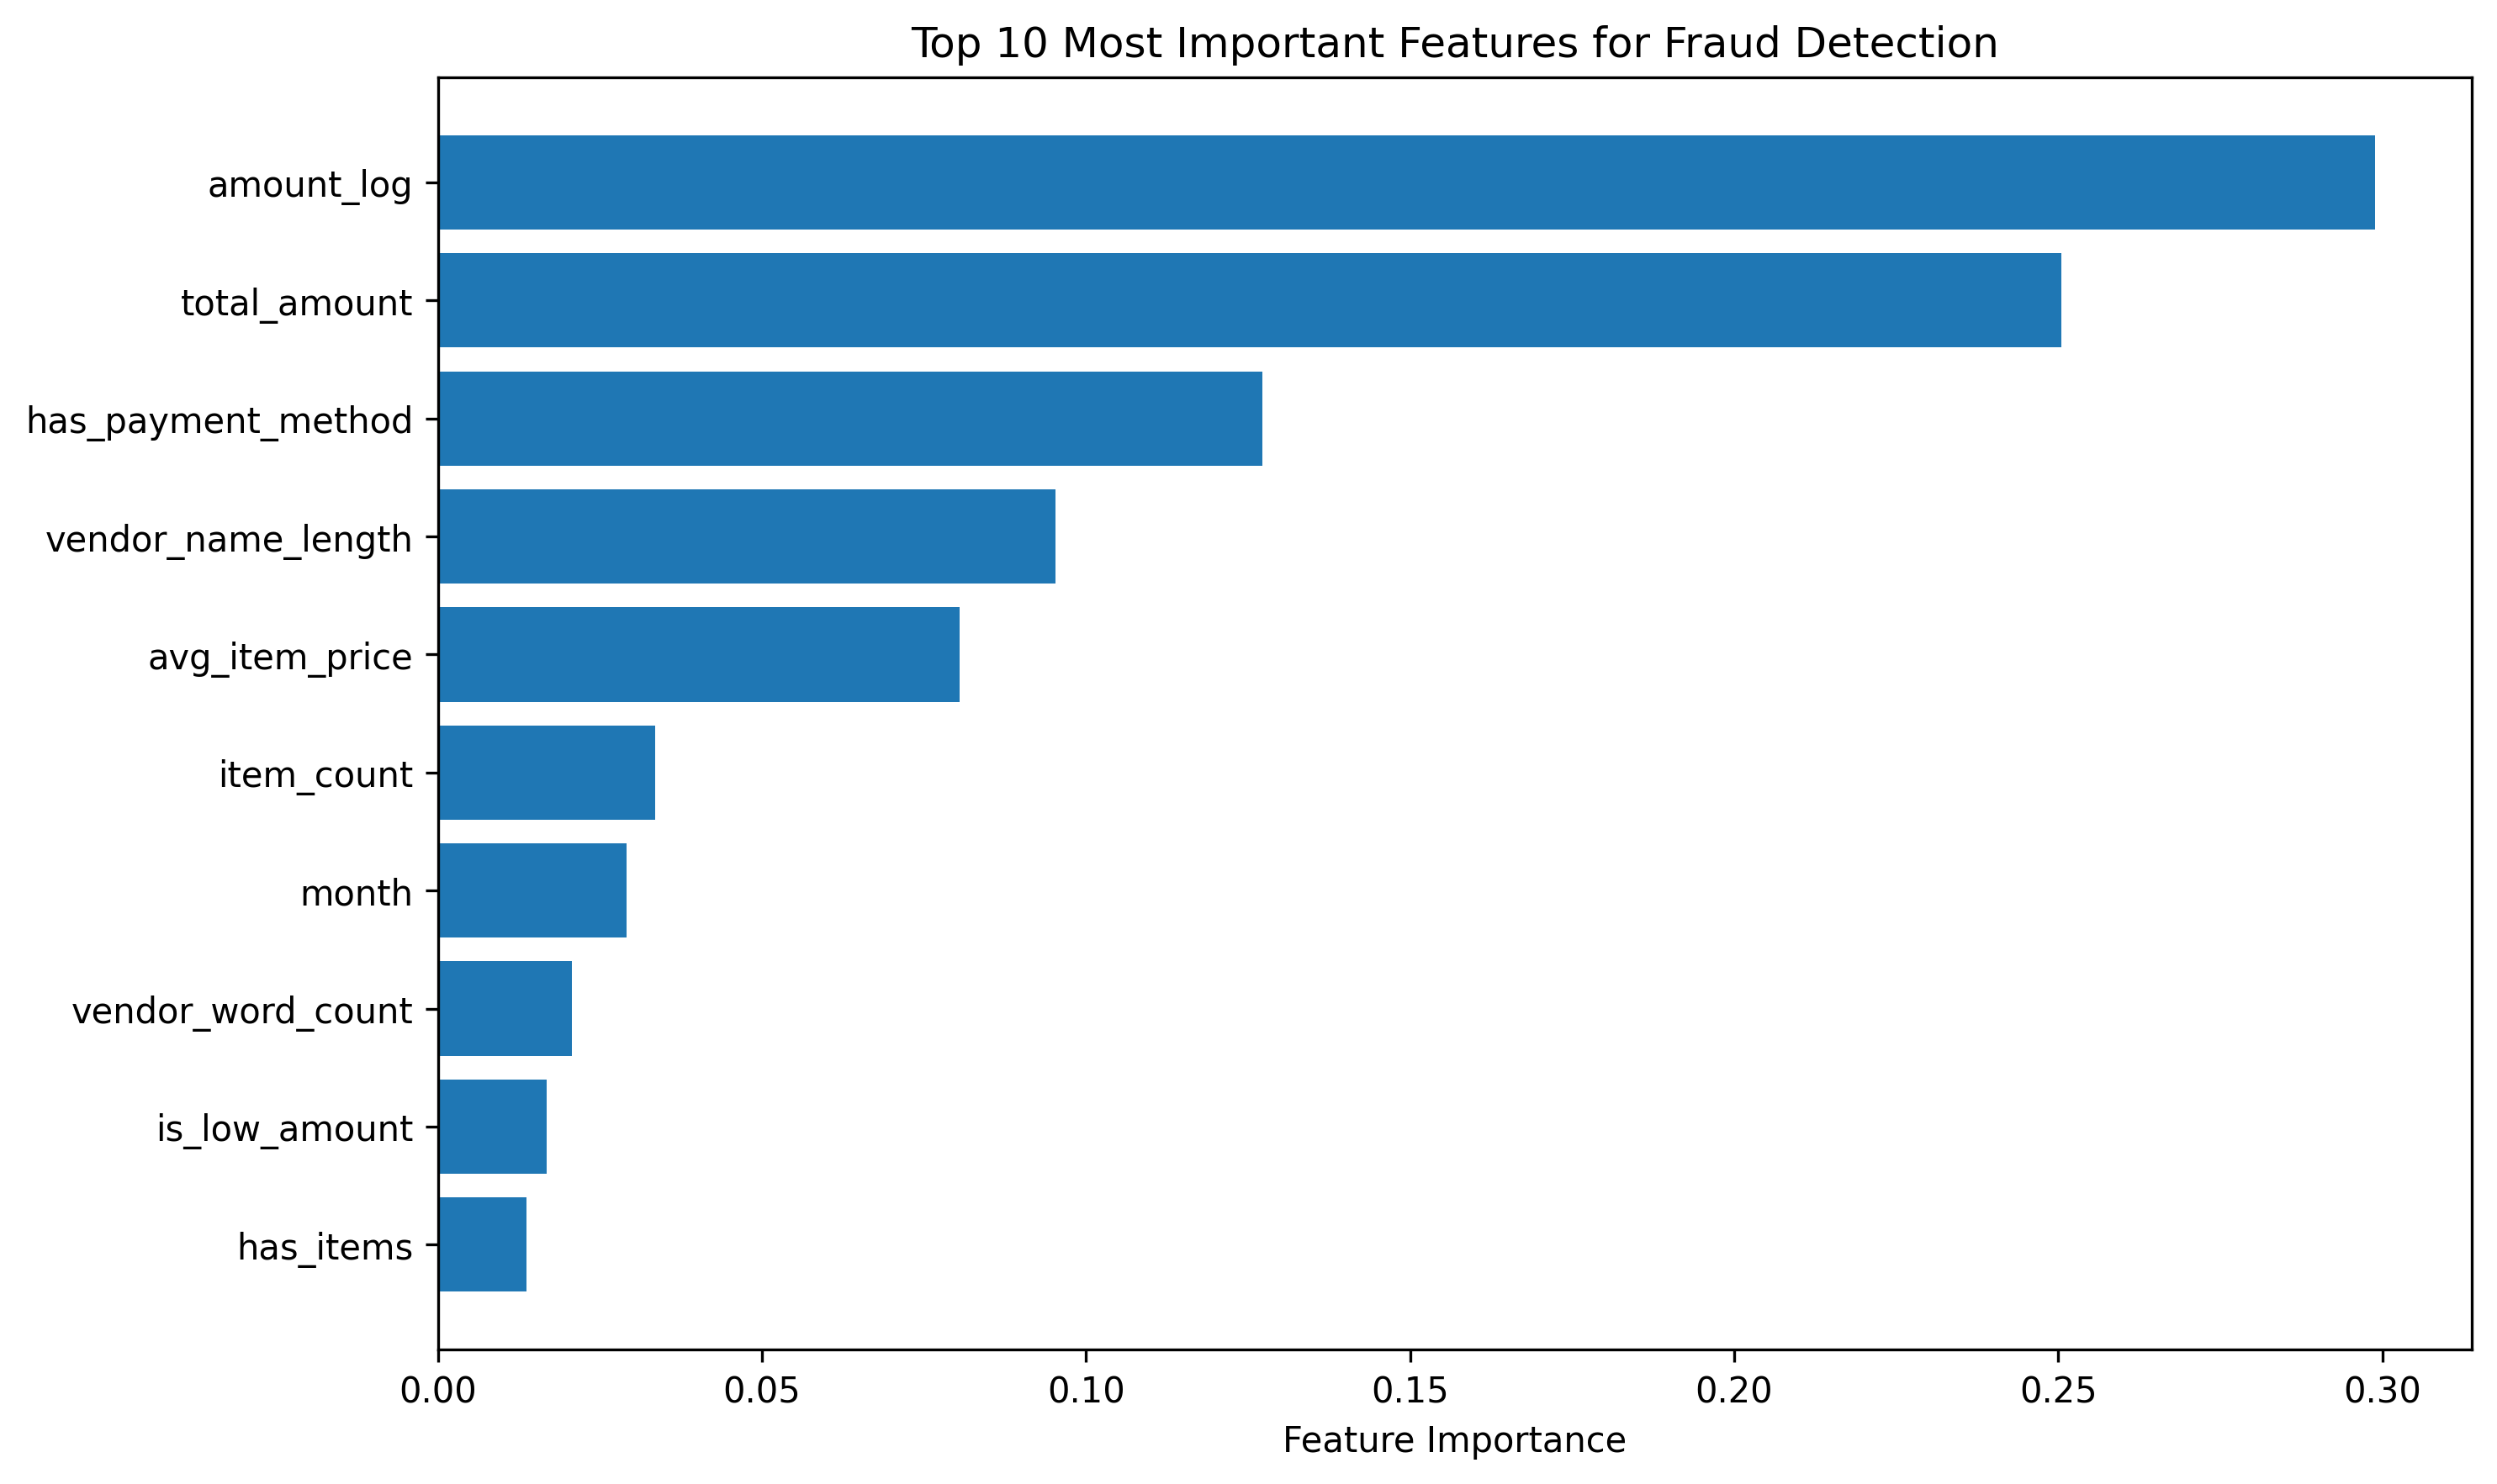 Top 10 Most Important Features for Fraud Detection
amount_log
total_amount
has_payment_method
vendor_name_length
avg_item_price
item_count
month
vendor_word_count
is_low_amount
has_items
0.00 0.05 0.10 0.15 0.20 0.25 0.30
Feature Importance